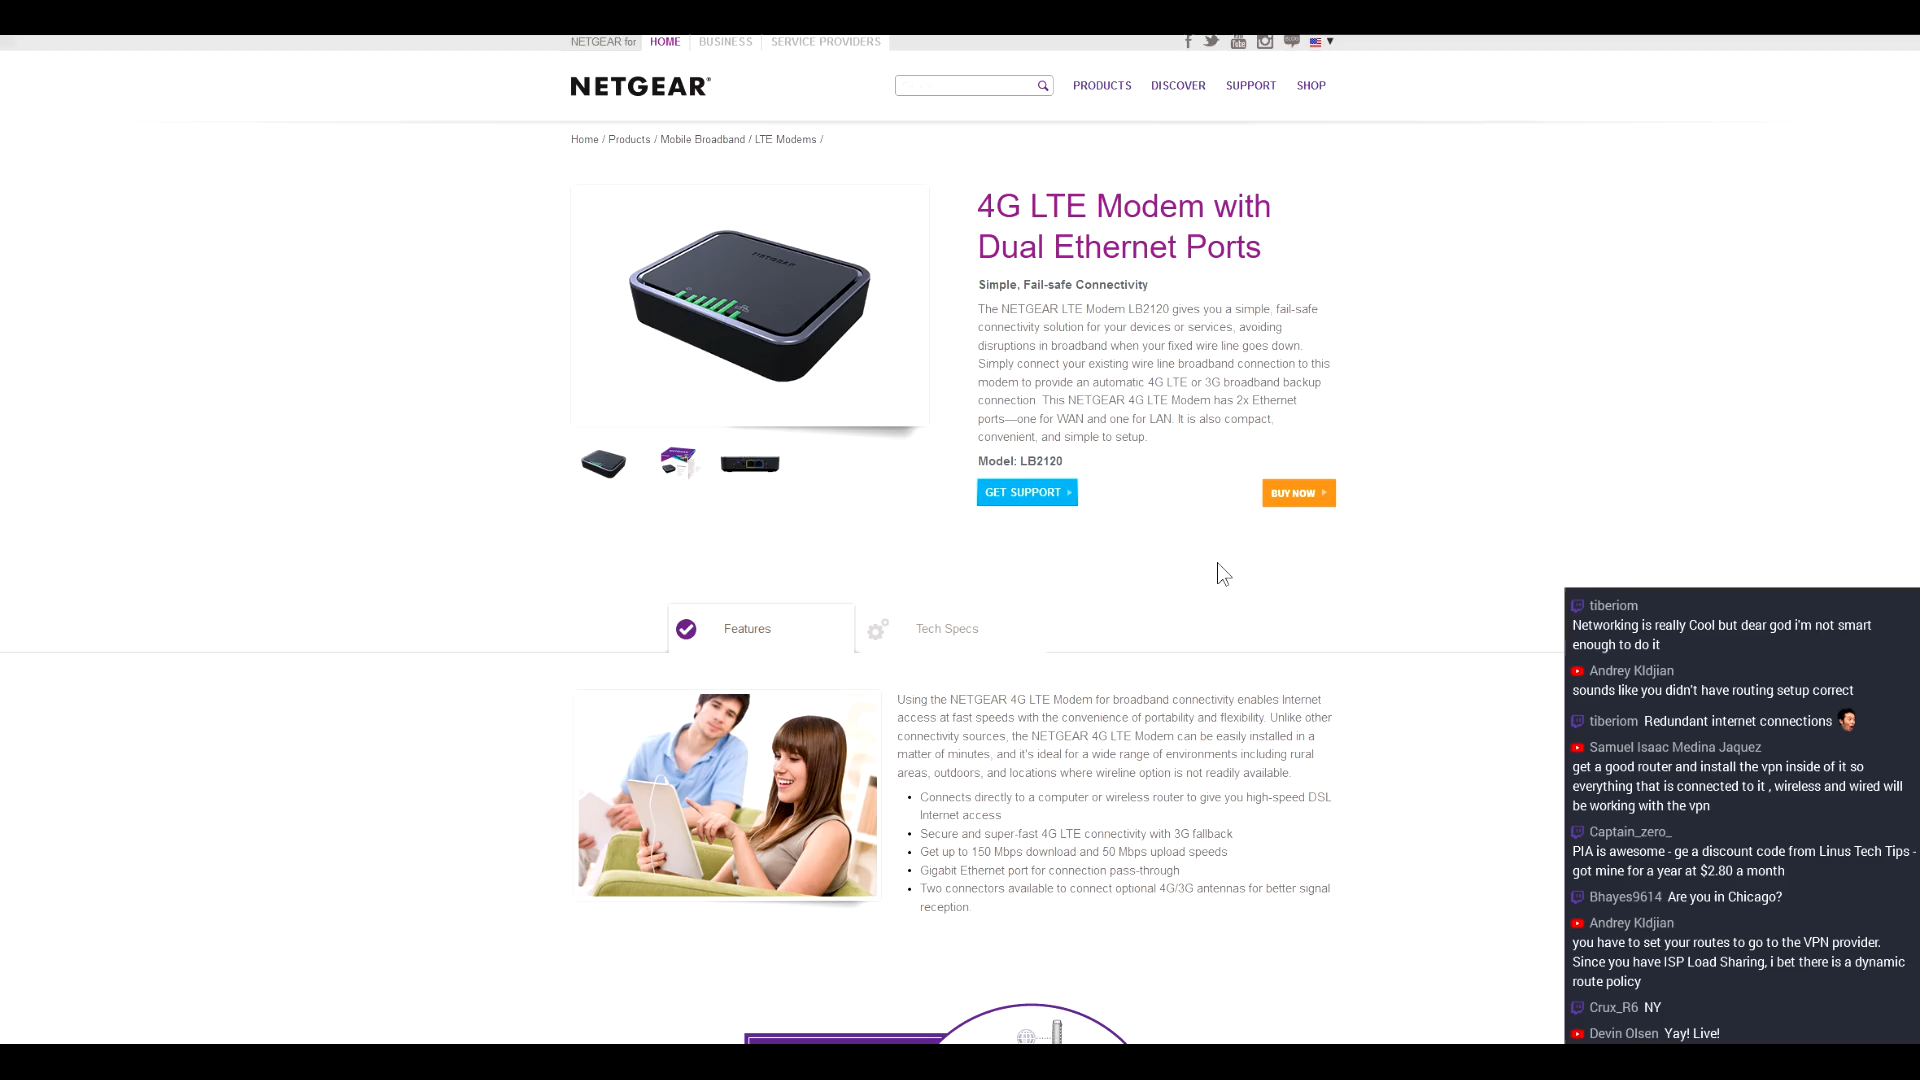 NETGEAR for HOME BUSINESS SERVICE PROVIDERS
NETGEAR
PRODUCTS DISCOVER SUPPORT SHOP
Home / Products / Mobile Broadband / LTE Modems /
NETGEAR
4G LTE Modem with
Dual Ethernet Ports
Simple, Fail-safe Connectivity
The NETGEAR LTE Modem LB2120 gives you a simple, fail-safe
connectivity solution for your devices or services, avoiding
disruptions in broadband when your fixed wire line goes down.
Simply connect your existing wire line broadband connection to this
modem to provide an automatic 4G LTE or 3G broadband backup
connection. This NETGEAR 4G LTE Modem has 2x Ethernet
ports—one for WAN and one for LAN. It is also compact,
convenient, and simple to setup.
Model: LB2120
GET SUPPORT
BUY NOW
Features
Tech Specs
Using the NETGEAR 4G LTE Modem for broadband connectivity enables Internet
access at fast speeds with the convenience of portability and flexibility. Unlike other
connectivity sources, the NETGEAR 4G LTE Modem can be easily installed in a
matter of minutes, and it's ideal for a wide range of environments including rural
areas, outdoors, and locations where wireline option is not readily available.
• Connects directly to a computer or wireless router to give you high-speed DSL
Internet access
• Secure and super-fast 4G LTE connectivity with 3G fallback
• Get up to 150 Mbps download and 50 Mbps upload speeds
• Gigabit Ethernet port for connection pass-through
• Two connectors available to connect optional 4G/3G antennas for better signal
reception.
tiberiom
Networking is really Cool but dear god i'm not smart
enough to do it
Andrey Kldjian
sounds like you didn't have routing setup correct
tiberiom Redundant internet connections
Samuel Isaac Medina Jaquez
get a good router and install the vpn inside of it so
everything that is connected to it , wireless and wired will
be working with the vpn
Captain_zero_
PIA is awesome - ge a discount code from Linus Tech Tips -
got mine for a year at $2.80 a month
Bhayes9614 Are you in Chicago?
Andrey Kldjian
you have to set your routes to go to the VPN provider.
Since you have ISP Load Sharing, i bet there is a dynamic
route policy
Crux_R6 NY
Devin Olsen Yay! Live!